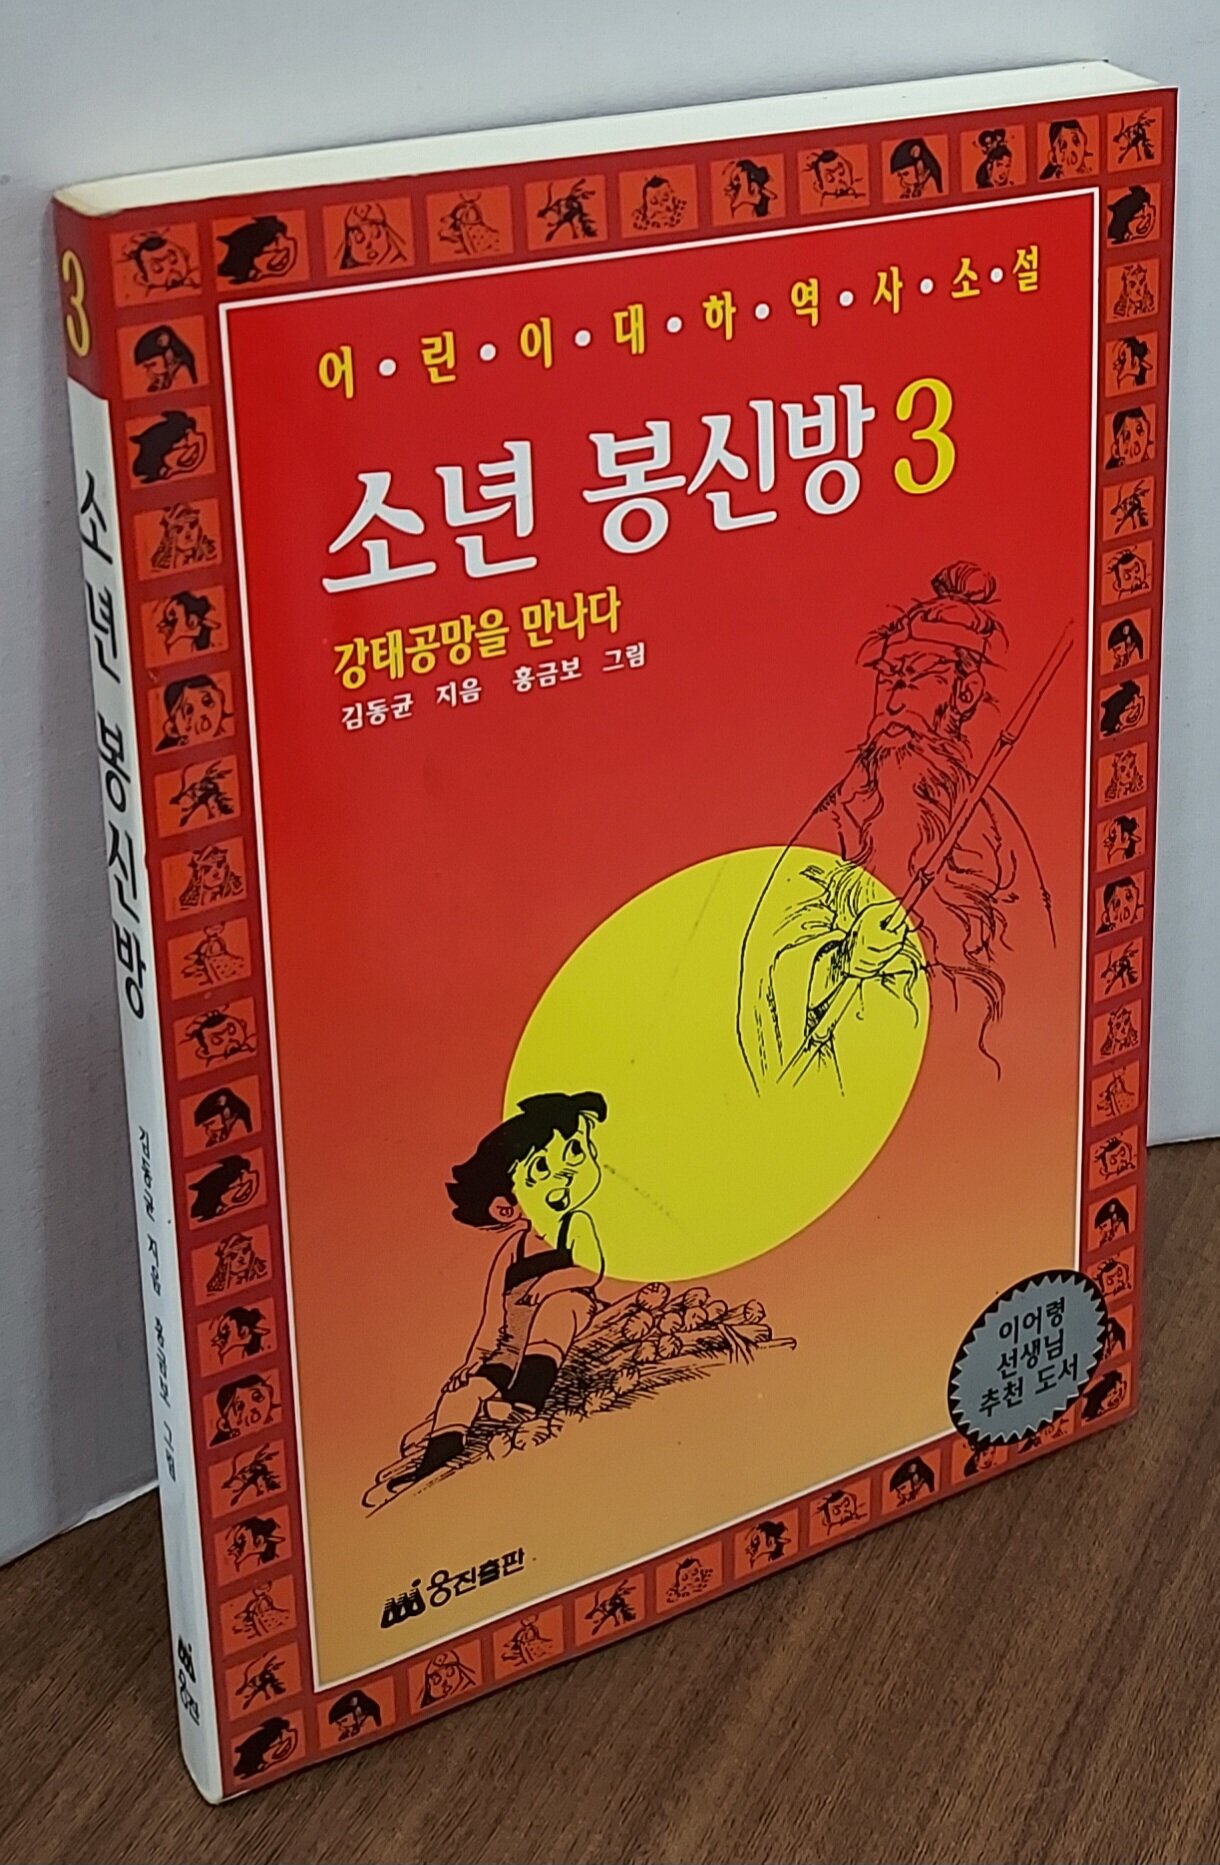 어·린·이·대·하·역·사·소·설
소년 봉신방 3
강태공망을 만나다
김동균 지음 홍금보 그림
이어령
선생님
추천 도서
웅진출판
3
소년 봉신방
김동균 지음 홍금보 그림
웅진